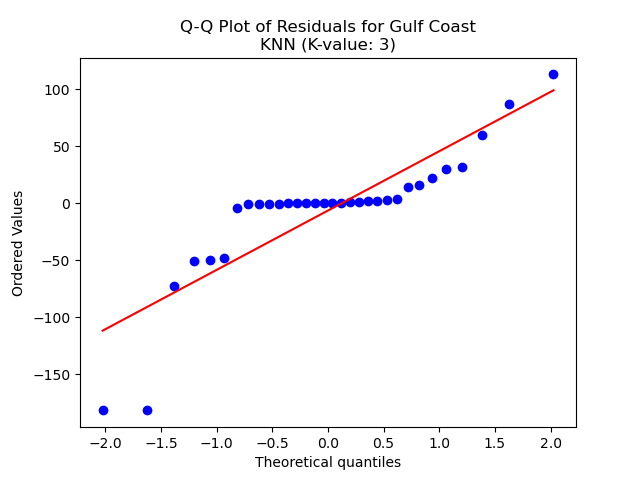 Q-Q Plot of Residuals for Gulf Coast
KNN (K-value: 3)
100
50
0
−50
−100
−150
Ordered Values
−2.0 −1.5 −1.0 −0.5 0.0 0.5 1.0 1.5 2.0
Theoretical quantiles